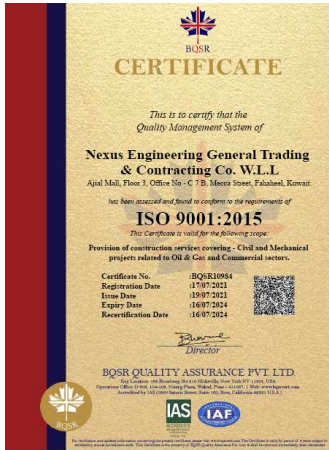 BQSR
CERTIFICATE
This is to certify that the
Quality Management System of
Nexus Engineering General Trading
& Contracting Co. W.L.L
Ajial Mall, Floor 3, Office No - C 7 B, Mecca Street, Fahaheel, Kuwait
has been assessed and found to conform to the requirements of
ISO 9001:2015
This Certificate is valid for the following scope:
Provision of construction services covering - Civil and Mechanical
projects related to Oil & Gas and Commercial sectors.
Certificate No. :BQSR10984
Registration Date :17/07/2021
Issue Date :19/07/2021
Expiry Date :16/07/2024
Recertification Date :16/07/2024
Director
BQSR QUALITY ASSURANCE PVT. LTD.
IAS
IAF
BQSR